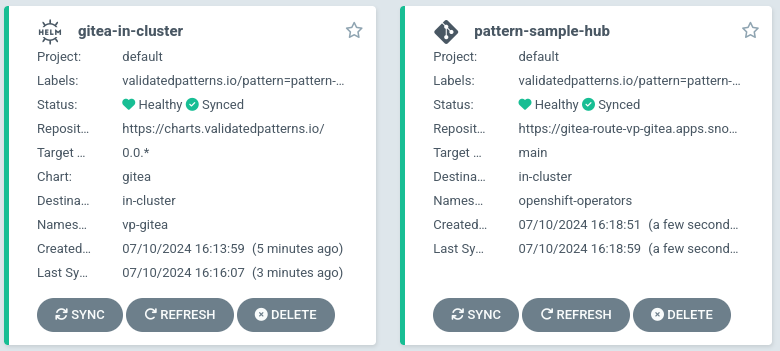 HELM gitea-in-cluster
Project: default
Labels: validatedpatterns.io/pattern=pattern-...
Status: Healthy Synced
Reposit... https://charts.validatedpatterns.io/
Target ... 0.0.*
Chart: gitea
Destina... in-cluster
Names... vp-gitea
Created... 07/10/2024 16:13:59 (5 minutes ago)
Last Sy... 07/10/2024 16:16:07 (3 minutes ago)
SYNC REFRESH DELETE
pattern-sample-hub
Project: default
Labels: validatedpatterns.io/pattern=pattern-...
Status: Healthy Synced
Reposit... https://gitea-route-vp-gitea.apps.sno...
Target ... main
Destina... in-cluster
Names... openshift-operators
Created... 07/10/2024 16:18:51 (a few second...
Last Sy... 07/10/2024 16:18:59 (a few second...
SYNC REFRESH DELETE